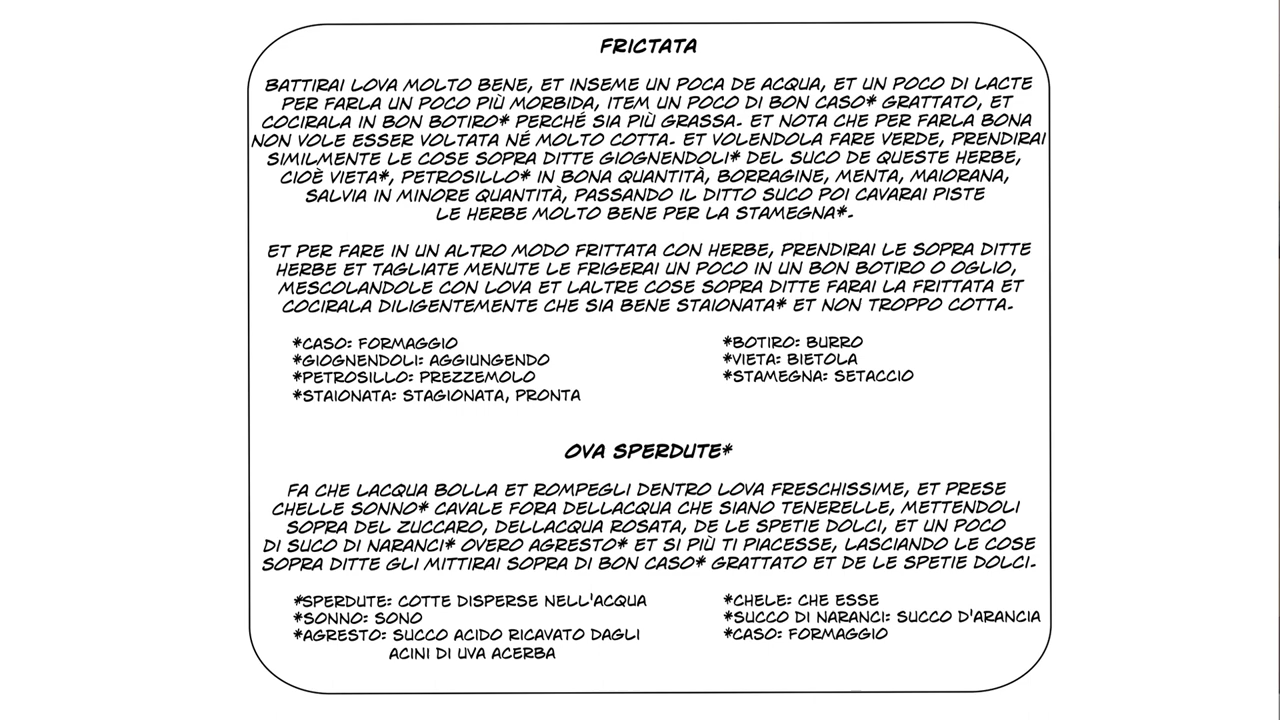 FRICTATA
BATTIRAI LOVA MOLTO BENE, ET INSEME UN POCA DE ACQUA, ET UN POCO DI LACTE
PER FARLA UN POCO PIÙ MORBIDA, ITEM UN POCO DI BON CASO* GRATTATO, ET
COCIRALA IN BON BOTIRO* PERCHÉ SIA PIÙ GRASSA. ET NOTA CHE PER FARLA BONA
NON VOLE ESSER VOLTATA NÉ MOLTO COTTA. ET VOLENDOLA FARE VERDE, PRENDIRAI
SIMILMENTE LE COSE SOPRA DITTE GIOGNENDOLI* DEL SUCO DE QUESTE HERBE,
CIOÈ VIETA*, PETROSILLO* IN BONA QUANTITÀ, BORRAGINE, MENTA, MAIORANA,
SALVIA IN MINORE QUANTITÀ, PASSANDO IL DITTO SUCO POI CAVARAI PISTE
LE HERBE MOLTO BENE PER LA STAMEGNA*.
ET PER FARE IN UN ALTRO MODO FRITTATA CON HERBE, PRENDIRAI LE SOPRA DITTE
HERBE ET TAGLIATE MENUTE LE FRIGERAI UN POCO IN UN BON BOTIRO O OGLIO,
MESCOLANDOLE CON LOVA ET LALTRE COSE SOPRA DITTE FARAI LA FRITTATA ET
COCIRALA DILIGENTEMENTE CHE SIA BENE STAIONATA* ET NON TROPPO COTTA.
*CASO: FORMAGGIO
*GIOGNENDOLI: AGGIUNGENDO
*PETROSILLO: PREZZEMOLO
*STAIONATA: STAGIONATA, PRONTA
*BOTIRO: BURRO
*VIETA: BIETOLA
*STAMEGNA: SETACCIO
OVA SPERDUTE*
FA CHE LACQUA BOLLA ET ROMPEGLI DENTRO LOVA FRESCHISSIME, ET PRESE
CHELLE SONNO* CAVALE FORA DELLACQUA CHE SIANO TENERELLE, METTENDOLI
SOPRA DEL ZUCCARO, DELLACQUA ROSATA, DE LE SPETIE DOLCI, ET UN POCO
DI SUCO DI NARANCI* OVERO AGRESTO* ET SI PIÙ TI PIACESSE, LASCIANDO LE COSE
SOPRA DITTE GLI MITTIRAI SOPRA DI BON CASO* GRATTATO ET DE LE SPETIE DOLCI.
*SPERDUTE: COTTE DISPERSE NELL'ACQUA
*SONNO: SONO
*AGRESTO: SUCCO ACIDO RICAVATO DAGLI
ACINI DI UVA ACERBA
*CHELE: CHE ESSE
*SUCCO DI NARANCI: SUCCO D'ARANCIA
*CASO: FORMAGGIO